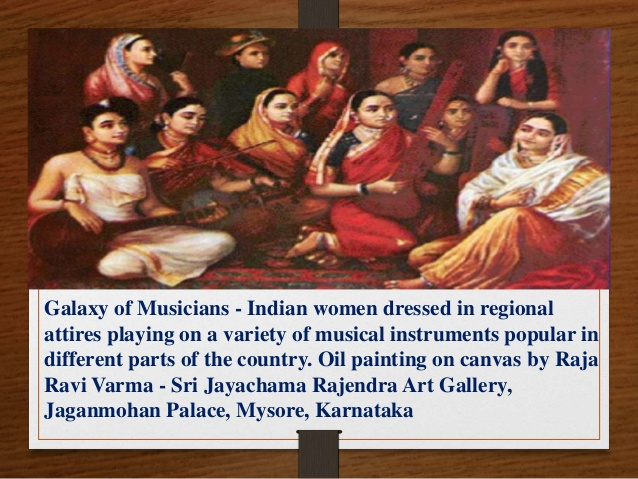 Galaxy of Musicians - Indian women dressed in regional
attires playing on a variety of musical instruments popular in
different parts of the country. Oil painting on canvas by Raja
Ravi Varma - Sri Jayachama Rajendra Art Gallery,
Jaganmohan Palace, Mysore, Karnataka